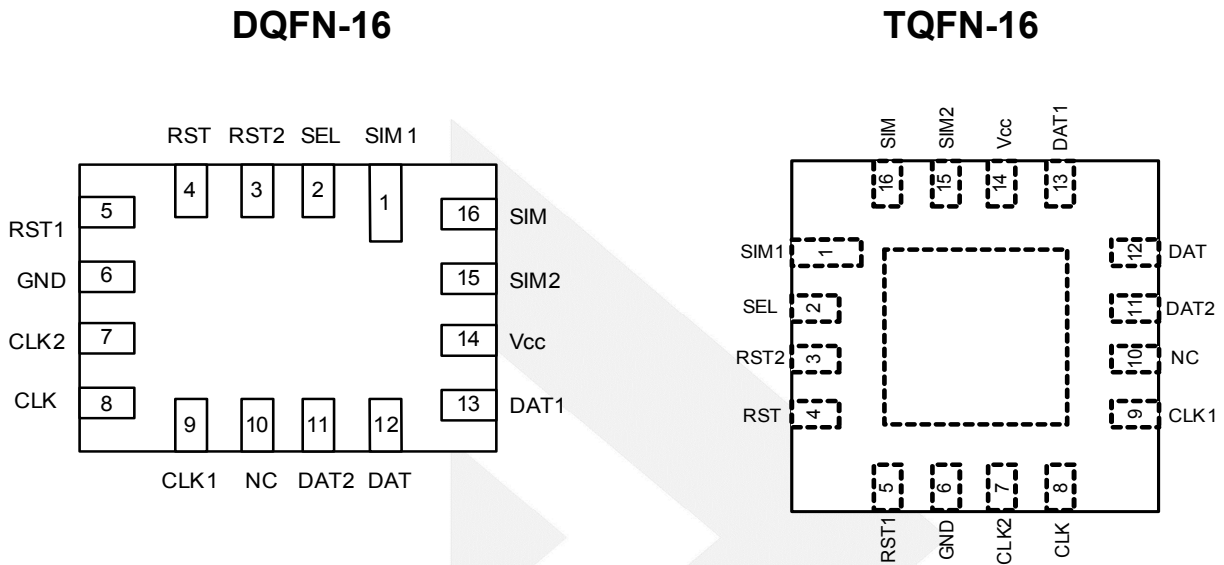 DQFN-16
TQFN-16
RST RST2 SEL SIM1
4 3 2 1
5 16 SIM
RST1
GND 6 15 SIM2
CLK2 7 14 Vcc
CLK 8 13 DAT1
9 10 11 12
CLK1 NC DAT2 DAT
SIM SIM2 Vcc DAT1
16 15 14 13
SIM1 1 12 DAT
SEL 2 11 DAT2
RST2 3 10 NC
RST 4 9 CLK1
5 6 7 8
RST1 GND CLK2 CLK